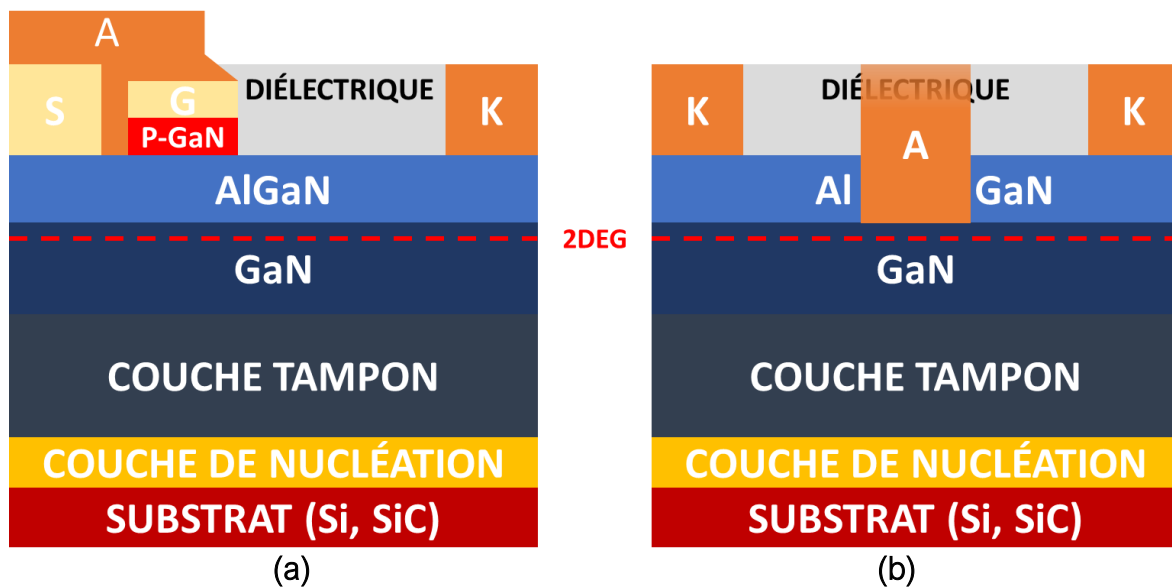 A
S
G
P-GaN
DIÉLECTRIQUE
K
AlGaN
GaN
COUCHE TAMPON
COUCHE DE NUCLÉATION
SUBSTRAT (Si, SiC)
(a)
2DEG
K
DIÉLECTRIQUE
A
K
Al GaN
GaN
COUCHE TAMPON
COUCHE DE NUCLÉATION
SUBSTRAT (Si, SiC)
(b)